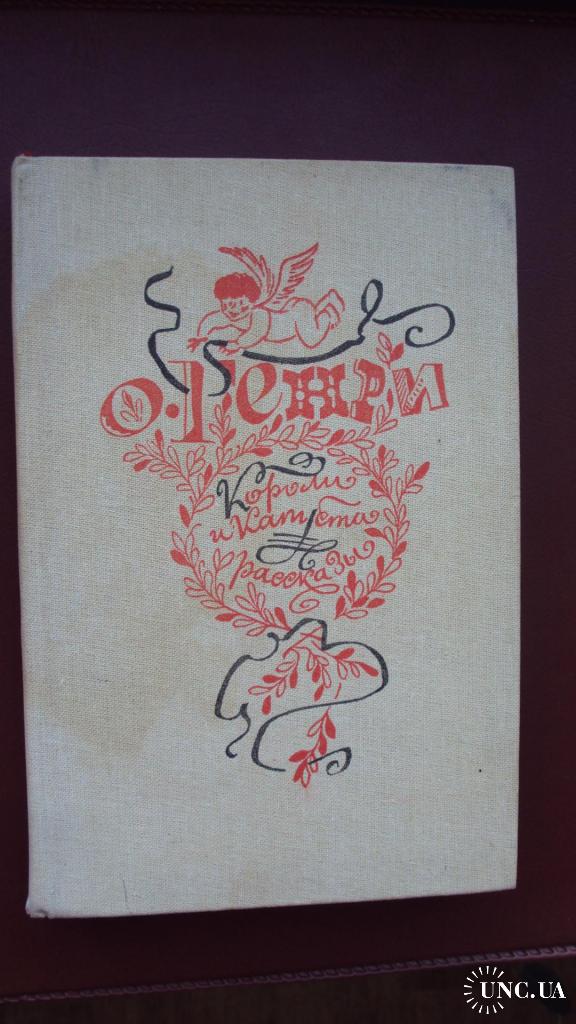 О. Генри
Короли
и капуста
рассказы
UNC.UA